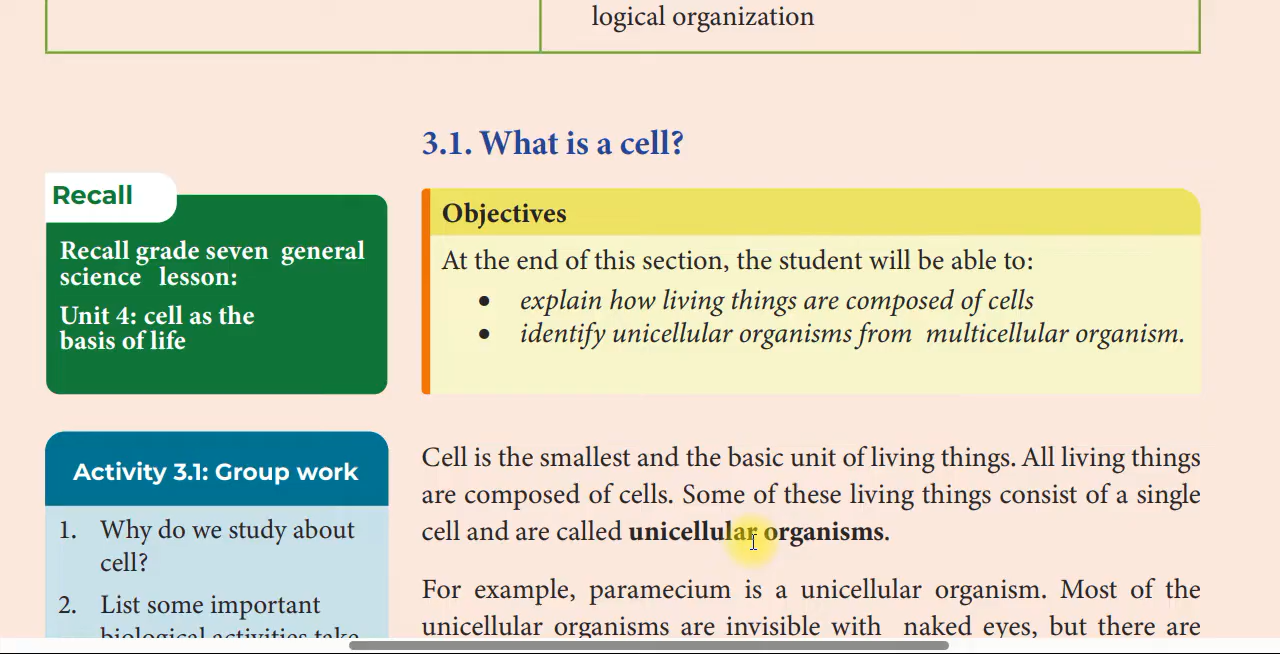 logical organization
3.1. What is a cell?
Recall
Recall grade seven general
science lesson:
Unit 4: cell as the
basis of life
Objectives
At the end of this section, the student will be able to:
• explain how living things are composed of cells
• identify unicellular organisms from multicellular organism.
Activity 3.1: Group work
1. Why do we study about
cell?
2. List some important
biological activities take
Cell is the smallest and the basic unit of living things. All living things
are composed of cells. Some of these living things consist of a single
cell and are called unicellular organisms.
For example, paramecium is a unicellular organism. Most of the
unicellular organisms are invisible with naked eyes, but there are